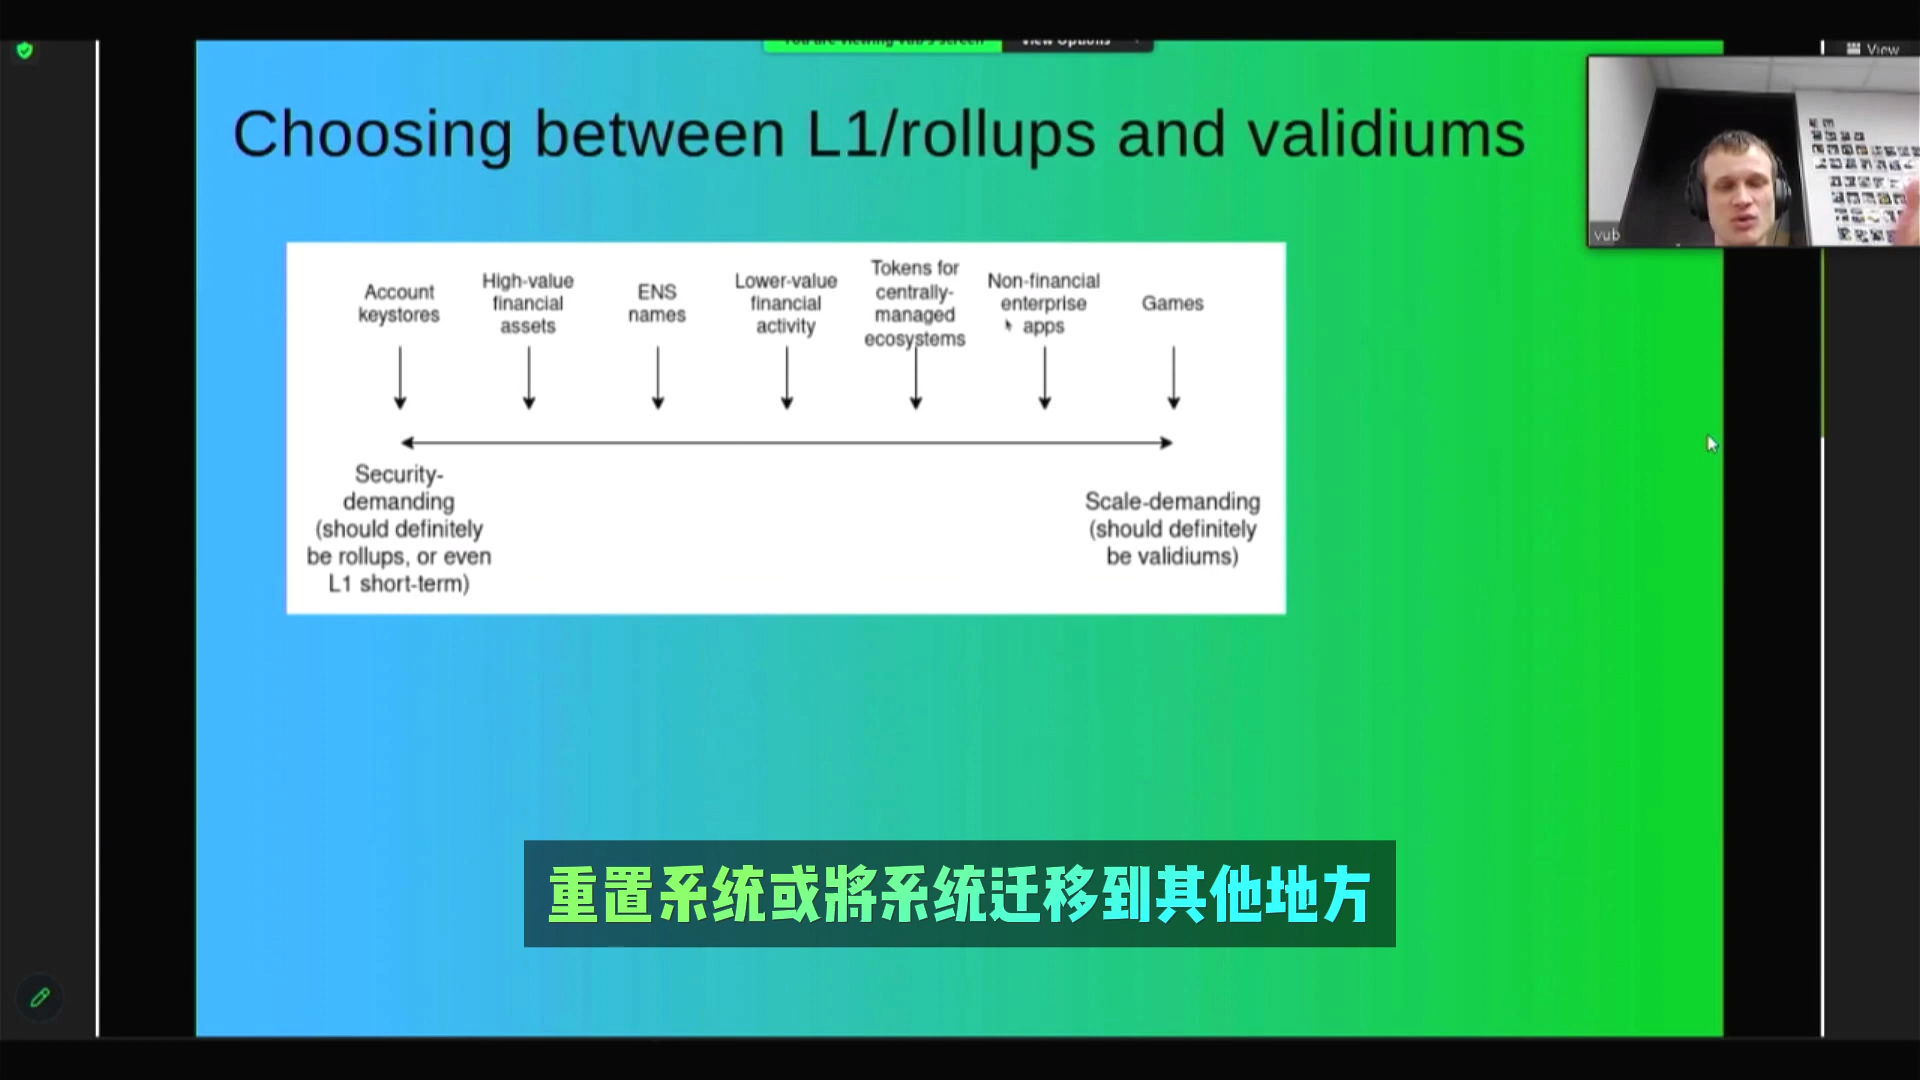 View Options
View
Choosing between L1/rollups and validiums
vub
Account
keystores
High-value
financial
assets
ENS
names
Lower-value
financial
activity
Tokens for
centrally-
managed
ecosystems
Non-financial
enterprise
apps
Games
Security-
demanding
(should definitely
be rollups, or even
L1 short-term)
Scale-demanding
(should definitely
be validiums)
重置系统或將系统迁移到其他地方